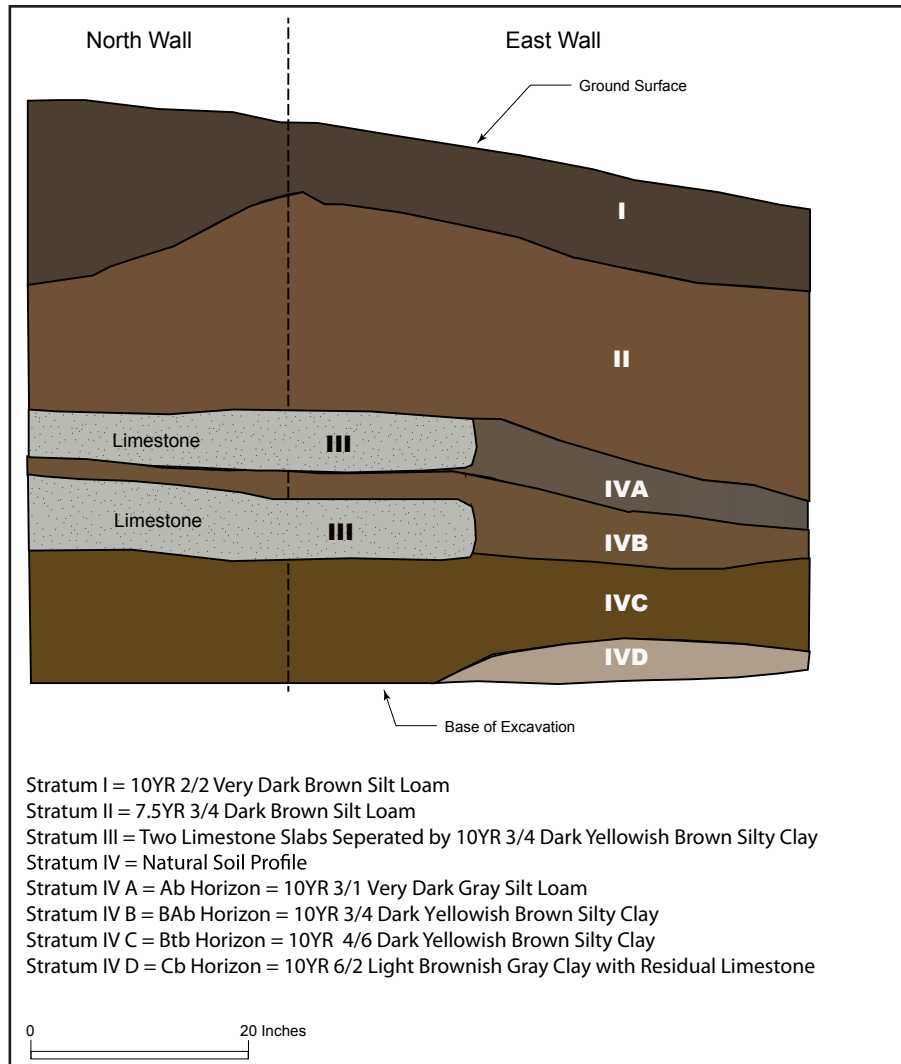 North Wall
East Wall
Ground Surface
I
II
Limestone
III
IVA
Limestone
III
IVB
IVC
IVD
Base of Excavation
Stratum I = 10YR 2/2 Very Dark Brown Silt Loam
Stratum II = 7.5YR 3/4 Dark Brown Silt Loam
Stratum III = Two Limestone Slabs Seperated by 10YR 3/4 Dark Yellowish Brown Silty Clay
Stratum IV = Natural Soil Profile
Stratum IV A = Ab Horizon = 10YR 3/1 Very Dark Gray Silt Loam
Stratum IV B = BAb Horizon = 10YR 3/4 Dark Yellowish Brown Silty Clay
Stratum IV C = Btb Horizon = 10YR 4/6 Dark Yellowish Brown Silty Clay
Stratum IV D = Cb Horizon = 10YR 6/2 Light Brownish Gray Clay with Residual Limestone
0
20 Inches